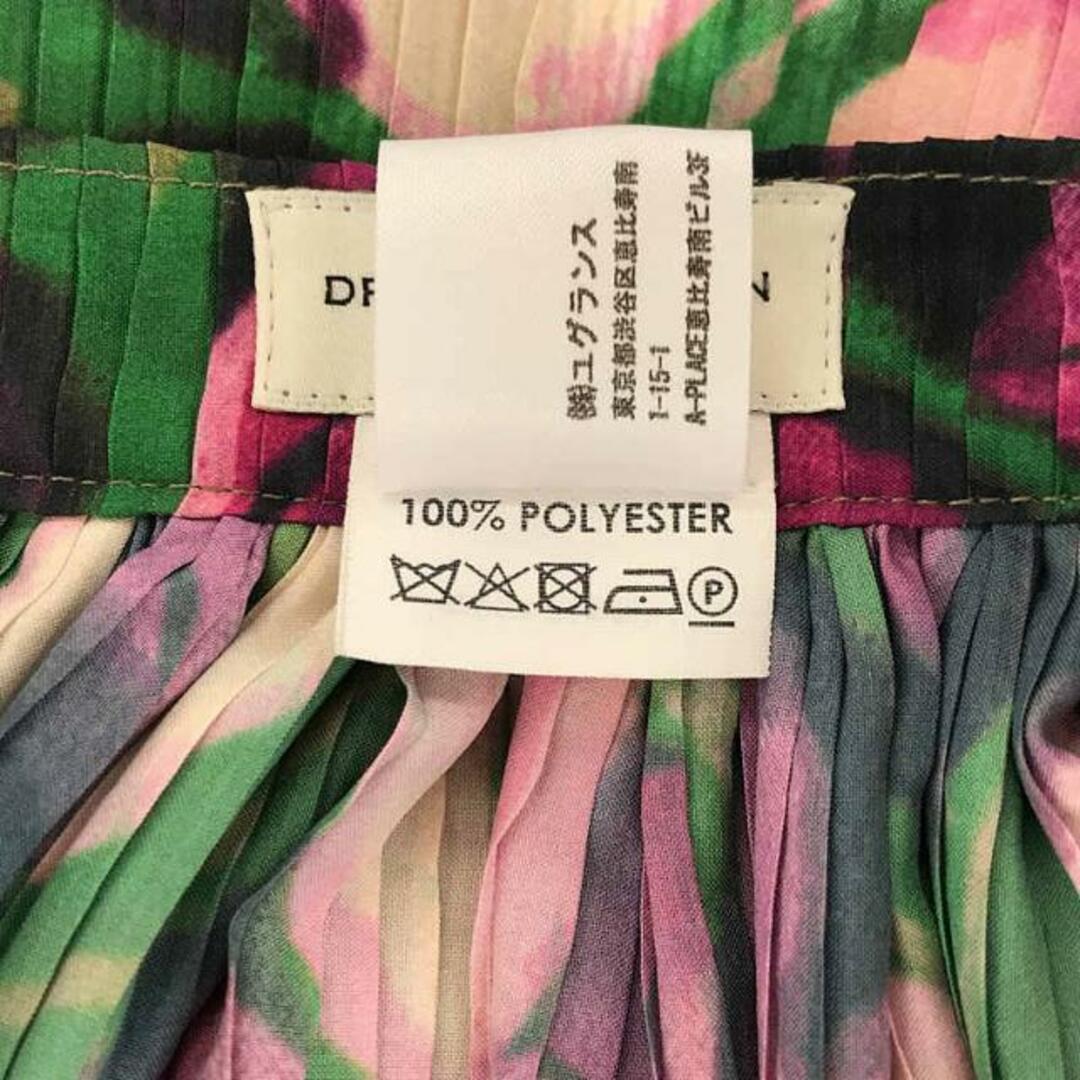 ㈱ユグランス
東京都渋谷区恵比寿南
1-15-1
A-PLACE恵比寿南ビル3F
100% POLYESTER
P